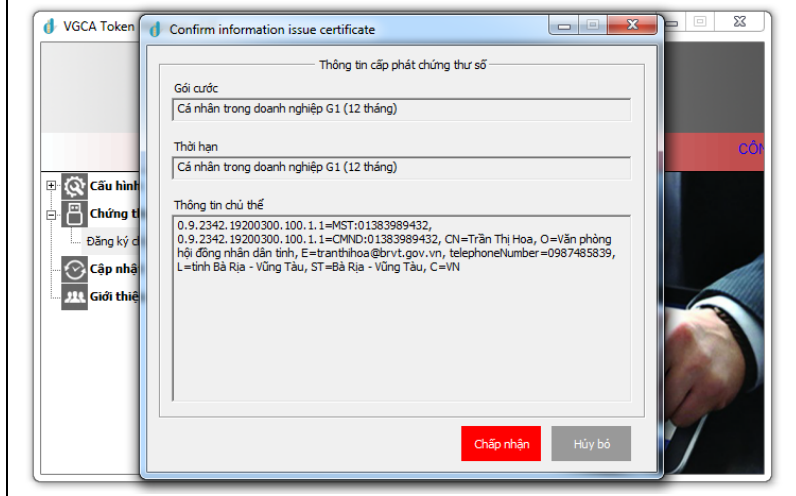 VGCA Token
Confirm information issue certificate
Thông tin cấp phát chứng thư số
Gói cước
Cá nhân trong doanh nghiệp G1 (12 tháng)
Thời hạn
Cá nhân trong doanh nghiệp G1 (12 tháng)
Thông tin chủ thể
0.9.2342.19200300.100.1.1=MST:01383989432,
0.9.2342.19200300.100.1.1=CMND:01383989432, CN=Trần Thị Hoa, O=Văn phòng
hội đồng nhân dân tỉnh, E=tranthihoa@brvt.gov.vn, telephoneNumber=0987485839,
L=tỉnh Bà Rịa - Vũng Tàu, ST=Bà Rịa - Vũng Tàu, C=VN
Chấp nhận
Hủy bỏ
Cấu hình
Chứng
Đăng ký
Cập
Giới